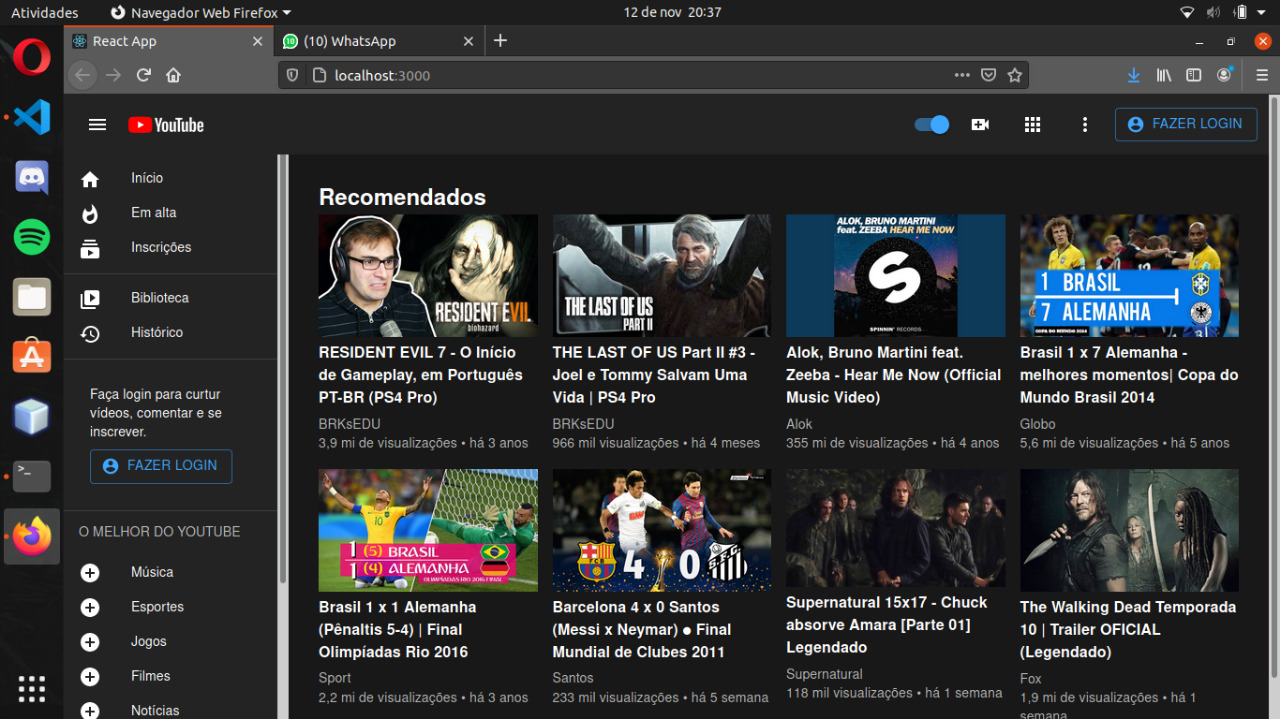 Atividades
Navegador Web Firefox
12 de nov 20:37
React App
(10) WhatsApp
localhost:3000
YouTube
FAZER LOGIN
Início
Em alta
Inscrições
Biblioteca
Histórico
Faça login para curtur
vídeos, comentar e se
inscrever.
FAZER LOGIN
O MELHOR DO YOUTUBE
Música
Esportes
Jogos
Filmes
Notícias
Recomendados
RESIDENT EVIL
biohazard
RESIDENT EVIL 7 - O Início
de Gameplay, em Português
PT-BR (PS4 Pro)
BRKsEDU
3,9 mi de visualizações • há 3 anos
THE LAST OF US
PART II
THE LAST OF US Part II #3 -
Joel e Tommy Salvam Uma
Vida | PS4 Pro
BRKsEDU
966 mil visualizações • há 4 meses
ALOK, BRUNO MARTINI
feat. ZEEBA HEAR ME NOW
SPINNIN' RECORDS
Alok, Bruno Martini feat.
Zeeba - Hear Me Now (Official
Music Video)
Alok
355 mi de visualizações • há 4 anos
1 BRASIL
7 ALEMANHA
COPA DO MUNDO 2014
Brasil 1 x 7 Alemanha -
melhores momentos| Copa do
Mundo Brasil 2014
Globo
5,6 mi de visualizações • há 5 anos
1 (5) BRASIL
1 (4) ALEMANHA
OLIMPÍADAS RIO 2016 FINAL
Brasil 1 x 1 Alemanha
(Pênaltis 5-4) | Final
Olimpíadas Rio 2016
Sport
2,2 mi de visualizações • há 3 anos
4 0
Barcelona 4 x 0 Santos
(Messi x Neymar) ● Final
Mundial de Clubes 2011
Santos
233 mil visualizações • há 5 semana
Supernatural 15x17 - Chuck
absorve Amara [Parte 01]
Legendado
Supernatural
118 mil visualizações • há 1 semana
The Walking Dead Temporada
10 | Trailer OFICIAL
(Legendado)
Fox
1,9 mi de visualizações • há 1
semana